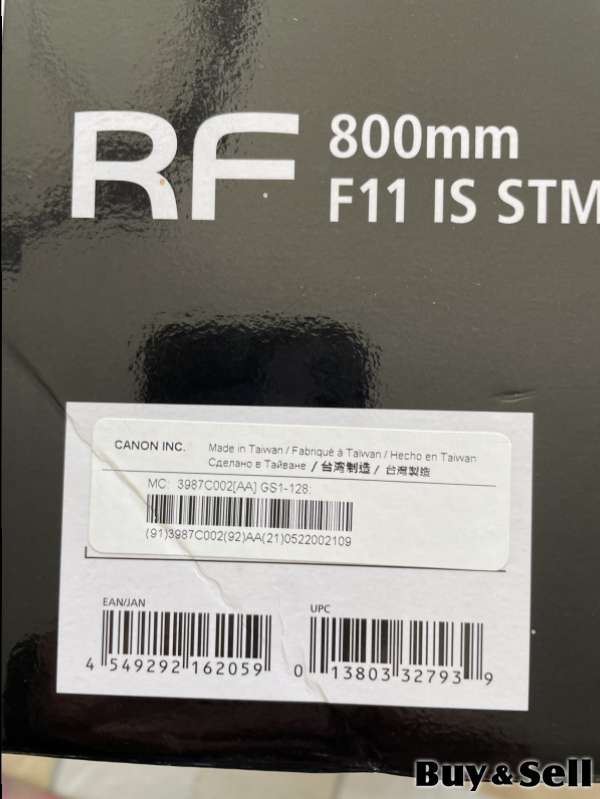 RF
800mm
F11 IS STM
CANON INC.
Made in Taiwan / Fabriqué à Taiwan / Hecho en Taiwan
Сделано в Тайване / 台湾制造 / 台灣製造
MC: 3987C002[AA] GS1-128:
(91)3987C002(92)AA(21)0522002109
EAN/JAN
4 549292 162059
UPC
0 13803 32793 9
Buy & Sell